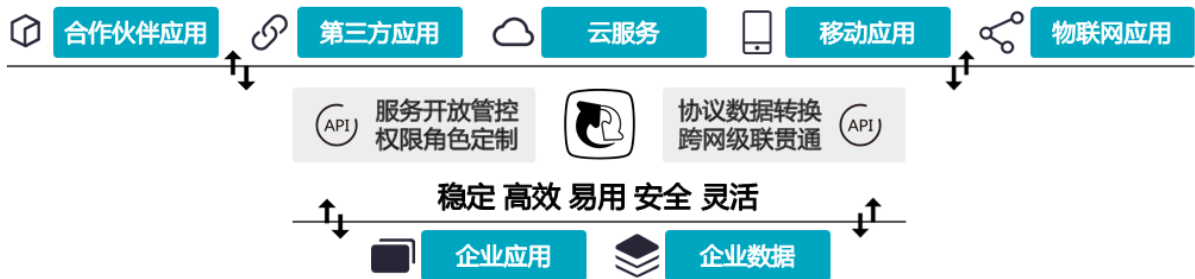 合作伙伴应用 第三方应用 云服务 移动应用 物联网应用
API 服务开放管控
权限角色定制
协议数据转换 API
跨网级联贯通
稳定 高效 易用 安全 灵活
企业应用 企业数据